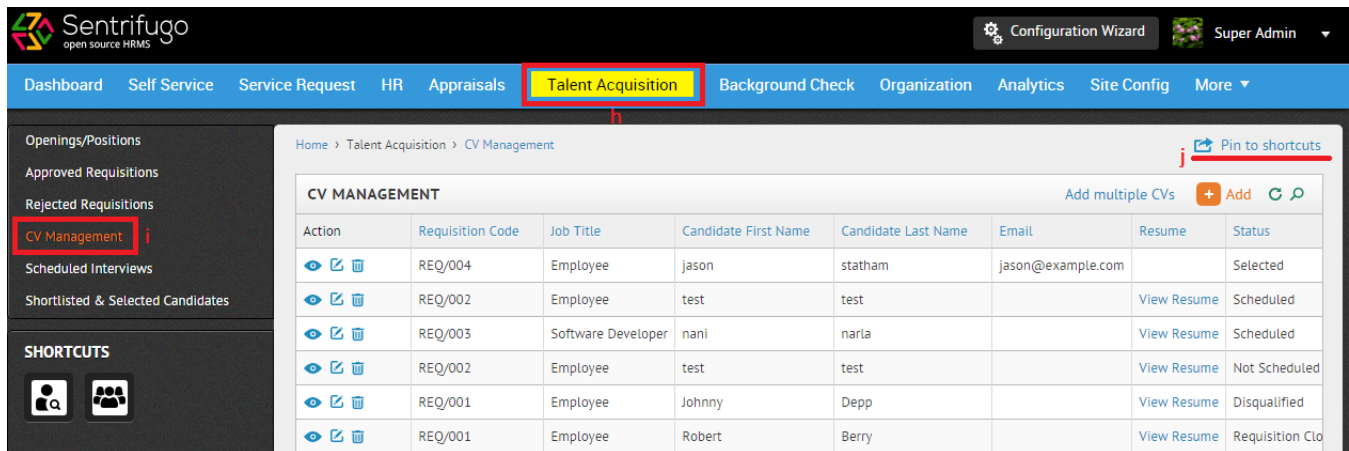 Sentrifugo
open source HRMS
Configuration Wizard Super Admin
Dashboard Self Service Service Request HR Appraisals Talent Acquisition Background Check Organization Analytics Site Config More
h
Openings/Positions
Approved Requisitions
Rejected Requisitions
CV Management i
Scheduled Interviews
Shortlisted & Selected Candidates
SHORTCUTS
Home › Talent Acquisition › CV Management
j Pin to shortcuts
CV MANAGEMENT Add multiple CVs + Add
Action Requisition Code Job Title Candidate First Name Candidate Last Name Email Resume Status
REQ/004 Employee jason statham jason@example.com Selected
REQ/002 Employee test test View Resume Scheduled
REQ/003 Software Developer nani narla View Resume Scheduled
REQ/002 Employee test test View Resume Not Scheduled
REQ/001 Employee Johnny Depp View Resume Disqualified
REQ/001 Employee Robert Berry View Resume Requisition Clo